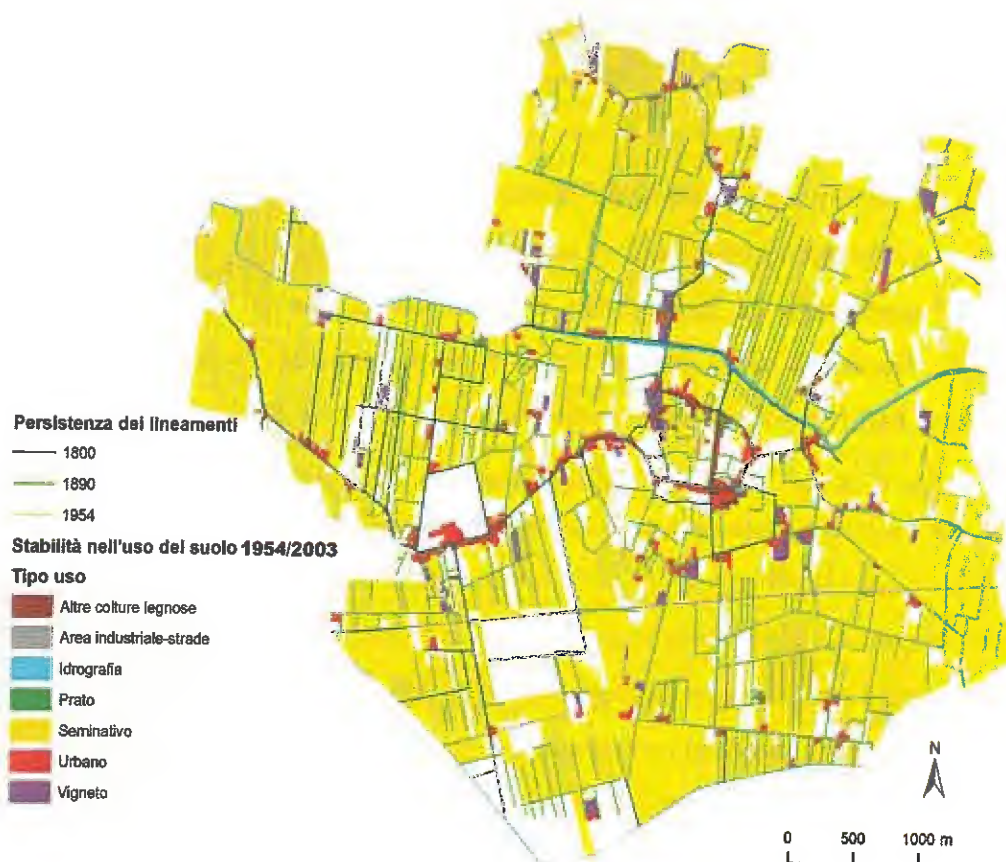 Persistenza dei lineamenti
1800
1890
1954
Stabilità nell'uso del suolo 1954/2003
Tipo uso
Altre colture legnose
Area industriale-strade
Idrografia
Prato
Seminativo
Urbano
Vigneto
N
0 500 1000 m